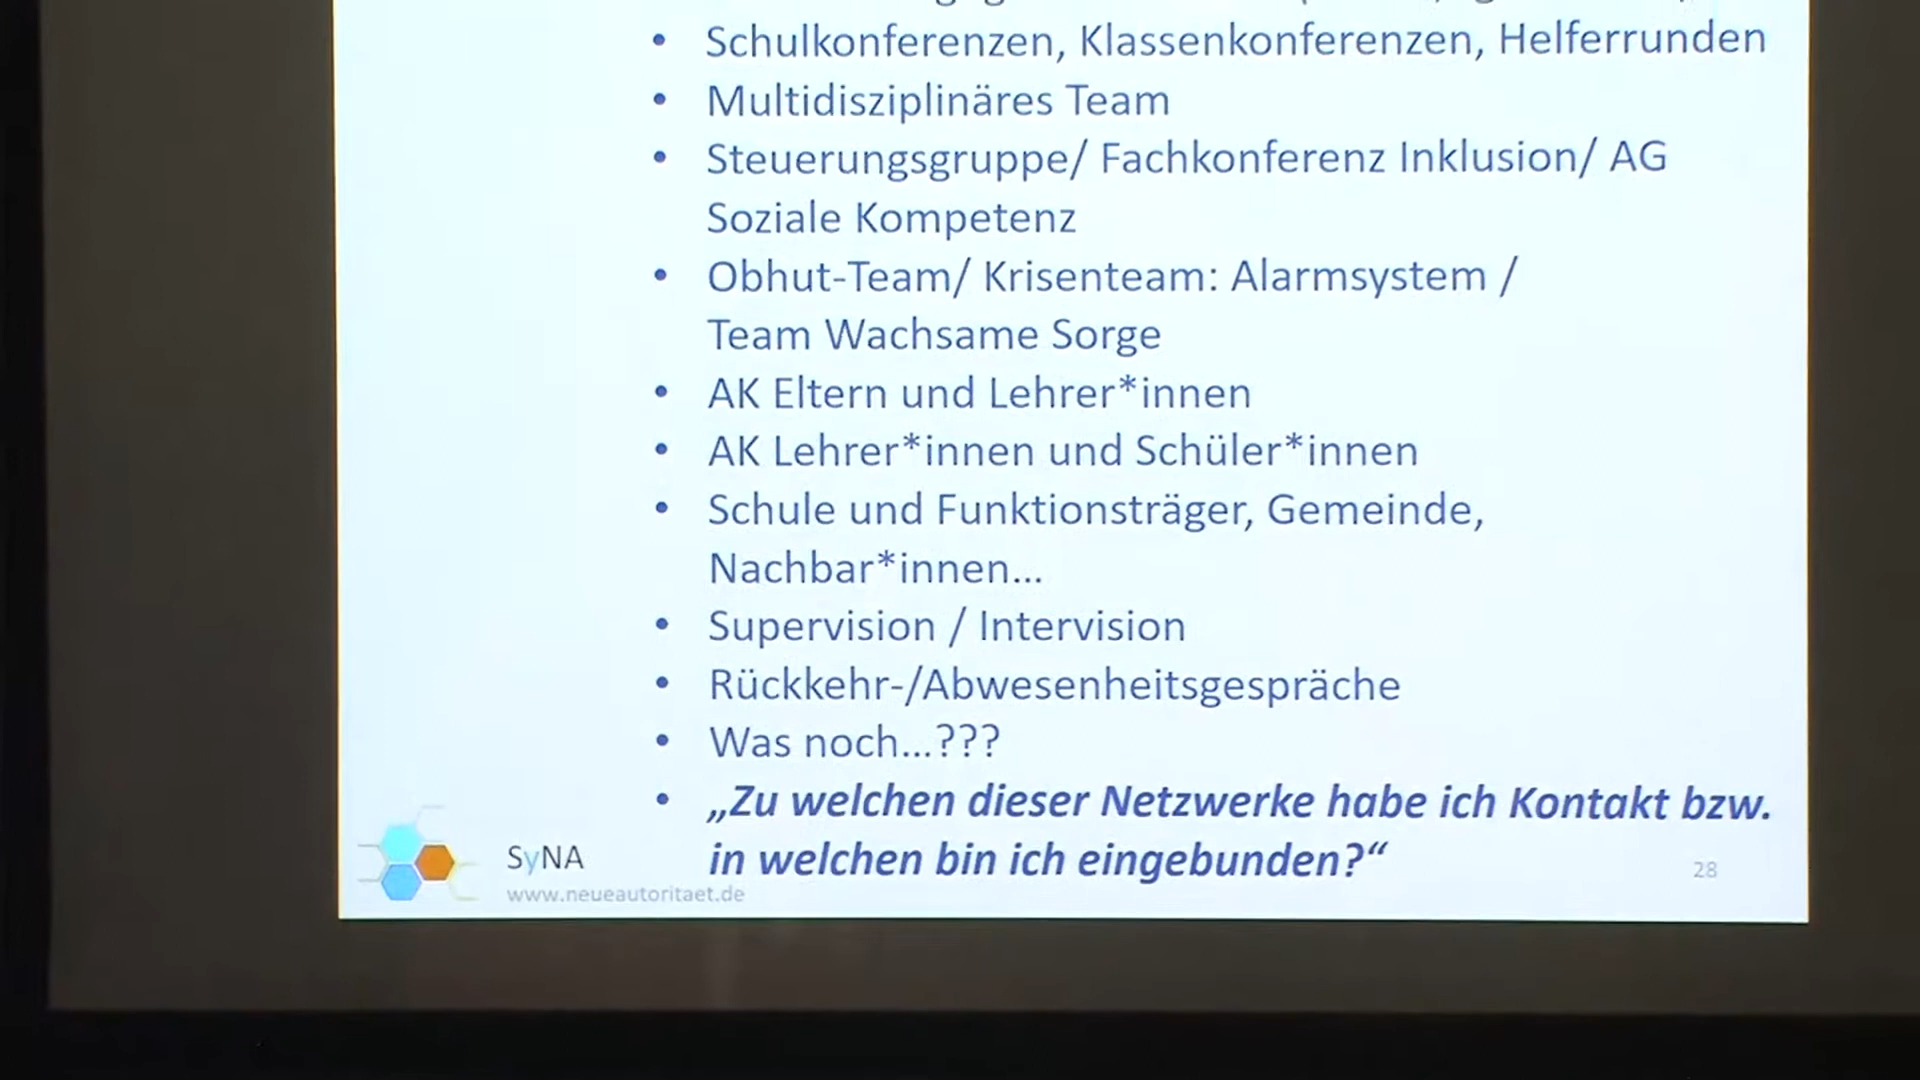 • Schulkonferenzen, Klassenkonferenzen, Helferrunden
• Multidisziplinäres Team
• Steuerungsgruppe/ Fachkonferenz Inklusion/ AG
Soziale Kompetenz
• Obhut-Team/ Krisenteam: Alarmsystem /
Team Wachsame Sorge
• AK Eltern und Lehrer*innen
• AK Lehrer*innen und Schüler*innen
• Schule und Funktionsträger, Gemeinde,
Nachbar*innen...
• Supervision / Intervision
• Rückkehr-/Abwesenheitsgespräche
• Was noch...???
• „Zu welchen dieser Netzwerke habe ich Kontakt bzw.
in welchen bin ich eingebunden?“
SyNA
www.neueautoritaet.de
28